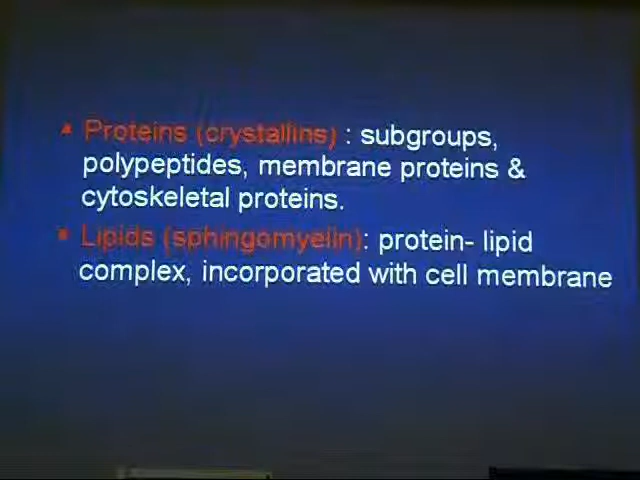 ▪ Proteins (crystallins) : subgroups,
polypeptides, membrane proteins &
cytoskeletal proteins.
▪ Lipids (sphingomyelin): protein- lipid
complex, incorporated with cell membrane